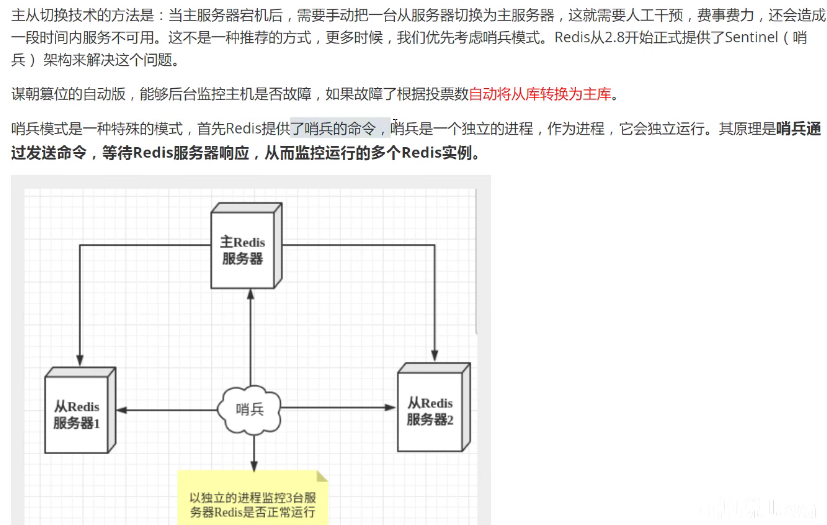 主从切换技术的方法是：当主服务器宕机后，需要手动把一台从服务器切换为主服务器，这就需要人工干预，费事费力，还会造成
一段时间内服务不可用。这不是一种推荐的方式，更多时候，我们优先考虑哨兵模式。Redis从2.8开始正式提供了Sentinel（哨
兵） 架构来解决这个问题。
谋朝篡位的自动版，能够后台监控主机是否故障，如果故障了根据投票数自动将从库转换为主库。
哨兵模式是一种特殊的模式，首先Redis提供了哨兵的命令，哨兵是一个独立的进程，作为进程，它会独立运行。其原理是哨兵通
过发送命令，等待Redis服务器响应，从而监控运行的多个Redis实例。
主Redis
服务器
从Redis
服务器1
哨兵
从Redis
服务器2
以独立的进程监控3台服
务器Redis是否正常运行